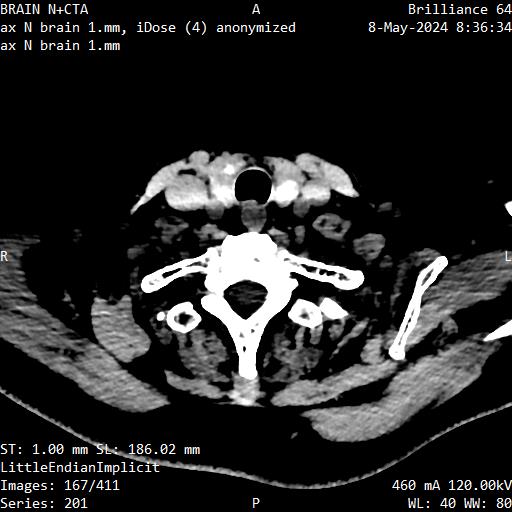 BRAIN N+CTA
A
Brilliance 64
ax N brain 1.mm, iDose (4) anonymized
8-May-2024 8:36:34
ax N brain 1.mm
R
L
ST: 1.00 mm SL: 186.02 mm
LittleEndianImplicit
Images: 167/411
460 mA 120.00kV
Series: 201
P
WL: 40 WW: 80